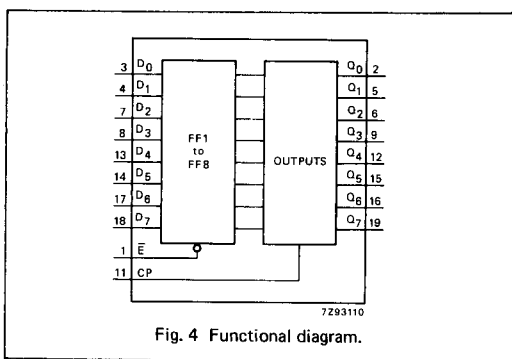 3 D0
4 D1
7 D2
8 D3
13 D4
14 D5
17 D6
18 D7
1 E̅
11 CP
FF1
to
FF8
OUTPUTS
Q0 2
Q1 5
Q2 6
Q3 9
Q4 12
Q5 15
Q6 16
Q7 19
7Z93110
Fig. 4 Functional diagram.